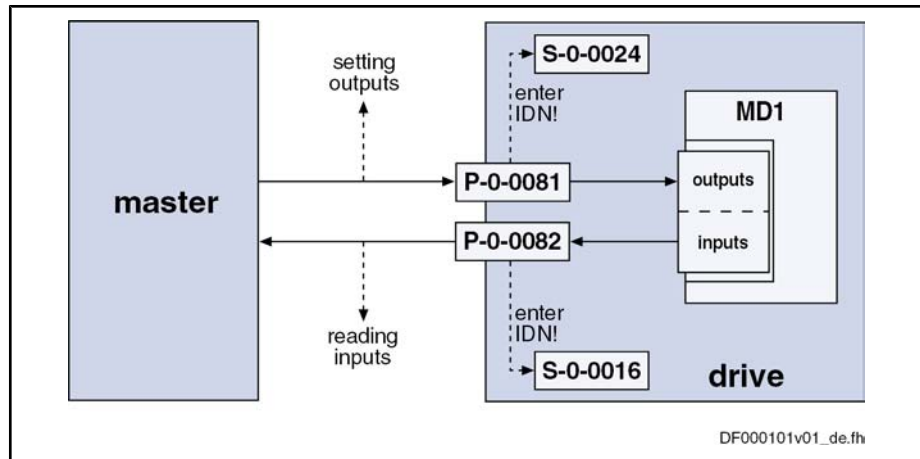 master
setting
outputs
reading
inputs
S-0-0024
enter
IDN!
P-0-0081
P-0-0082
enter
IDN!
S-0-0016
MD1
outputs
inputs
drive
DF000101v01_de.fh